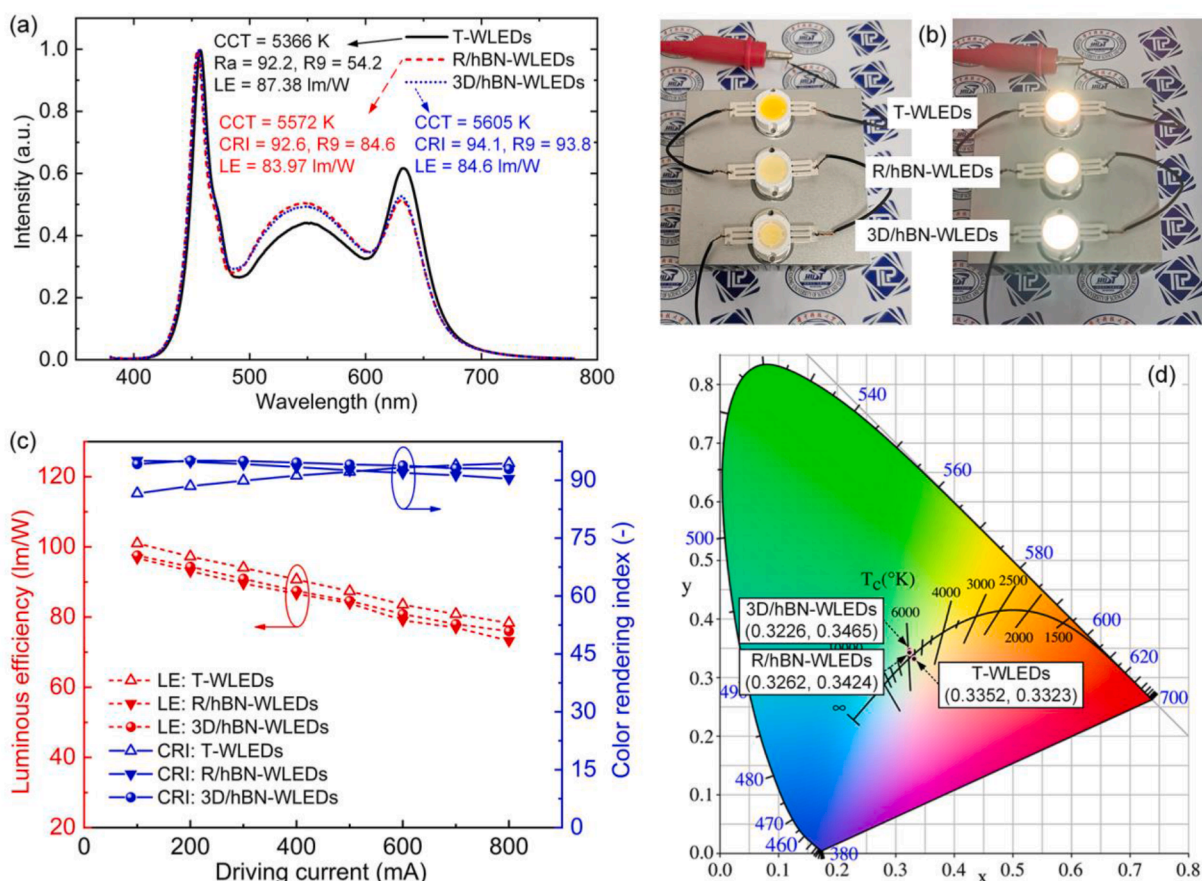 (a)
CCT = 5366 K
Ra = 92.2, R9 = 54.2
LE = 87.38 lm/W
T-WLEDs
R/hBN-WLEDs
3D/hBN-WLEDs
CCT = 5572 K
CRI = 92.6, R9 = 84.6
LE = 83.97 lm/W
CCT = 5605 K
CRI = 94.1, R9 = 93.8
LE = 84.6 lm/W
Intensity (a.u.)
1.0
0.8
0.6
0.4
0.2
0.0
400 500 600 700 800
Wavelength (nm)
(b)
T-WLEDs
R/hBN-WLEDs
3D/hBN-WLEDs
(c)
Luminous efficiency (lm/W)
120
100
80
60
40
20
Color rendering index (-)
90
75
60
45
30
15
0
LE: T-WLEDs
LE: R/hBN-WLEDs
LE: 3D/hBN-WLEDs
CRI: T-WLEDs
CRI: R/hBN-WLEDs
CRI: 3D/hBN-WLEDs
0 200 400 600 800
Driving current (mA)
(d)
y
0.8
0.7
0.6
0.5
0.4
0.3
0.2
0.1
0.0
540
560
580
600
620
700
500
480
470
460
380
Tc(°K)
6000
4000
3000
2500
2000
1500
∞
3D/hBN-WLEDs
(0.3226, 0.3465)
R/hBN-WLEDs
(0.3262, 0.3424)
T-WLEDs
(0.3352, 0.3323)
0.0 0.1 0.2 0.3 0.4 0.5 0.6 0.7 0.8
x